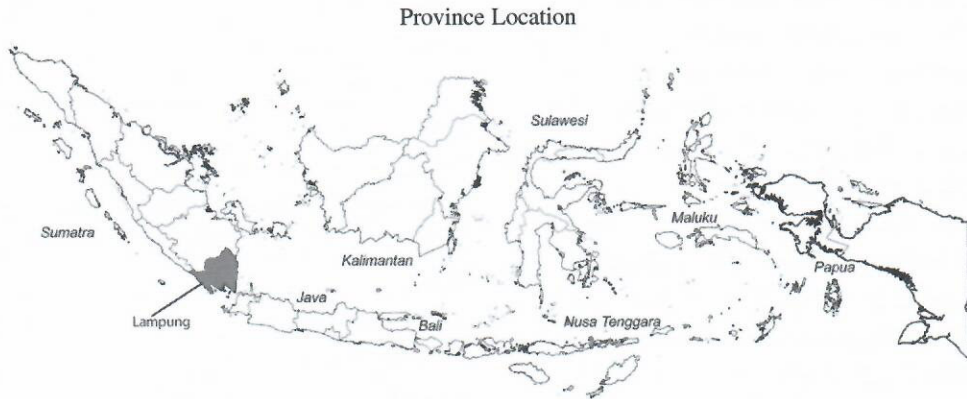 Province Location
Sulawesi
Maluku
Sumatra
Kalimantan
Papua
Java
Lampung
Bali
Nusa Tenggara